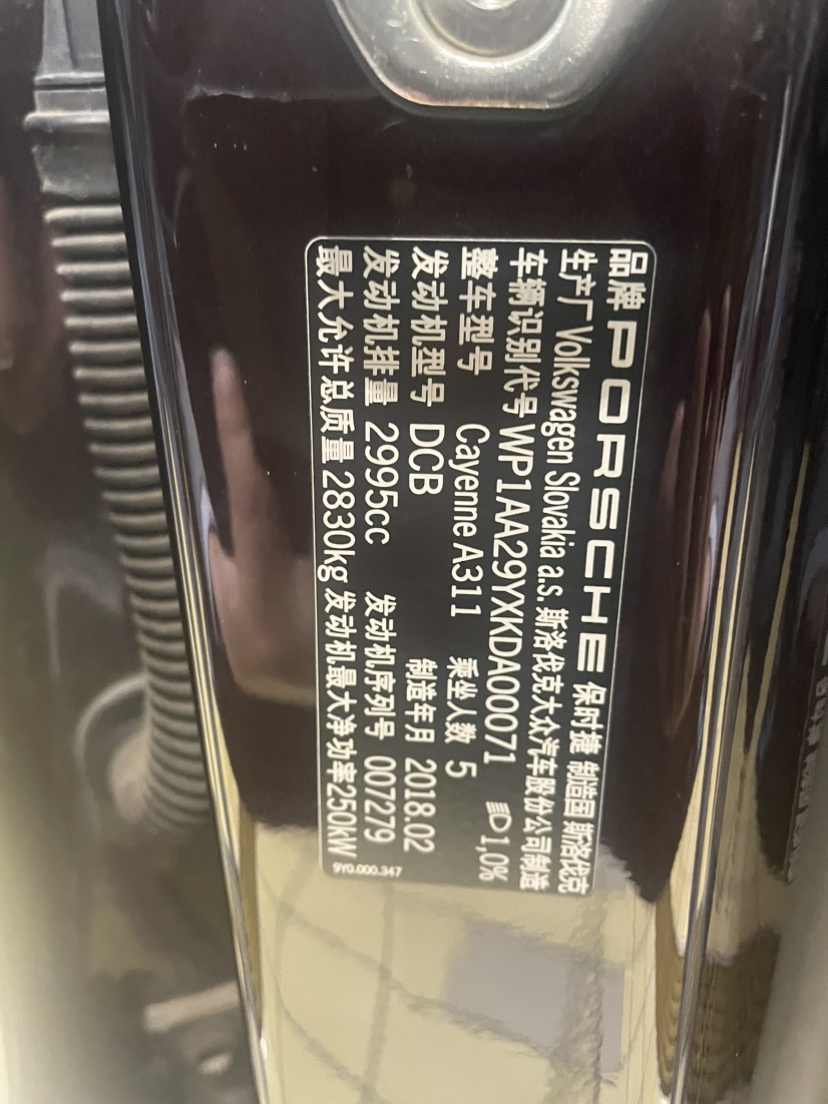 品牌 PORSCHE 保时捷 制造国 斯洛伐克
生产厂 Volkswagen Slovakia a.s. 斯洛伐克大众汽车股份公司制造
车辆识别代号 WP1AA29YXKDA00071 1,0%
整车型号 Cayenne A311 乘坐人数 5
发动机型号 DCB 制造年月 2018.02
发动机排量 2995cc 发动机序列号 007279
最大允许总质量 2830kg 发动机最大净功率250kW
9Y0.000.347